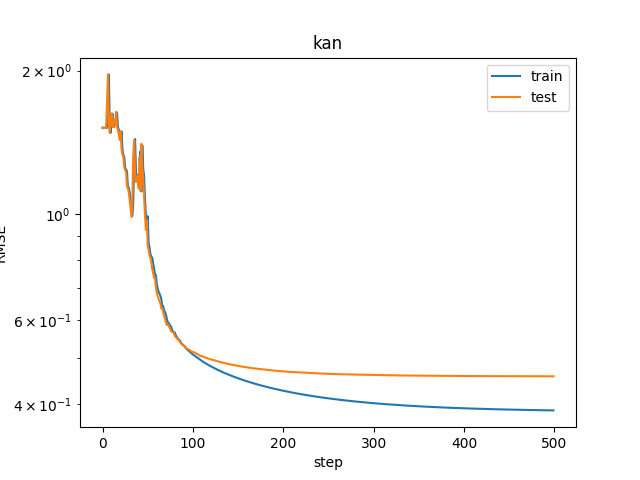 kan
train
test
2 × 10⁰
10⁰
6 × 10⁻¹
4 × 10⁻¹
RMSE
0 100 200 300 400 500
step